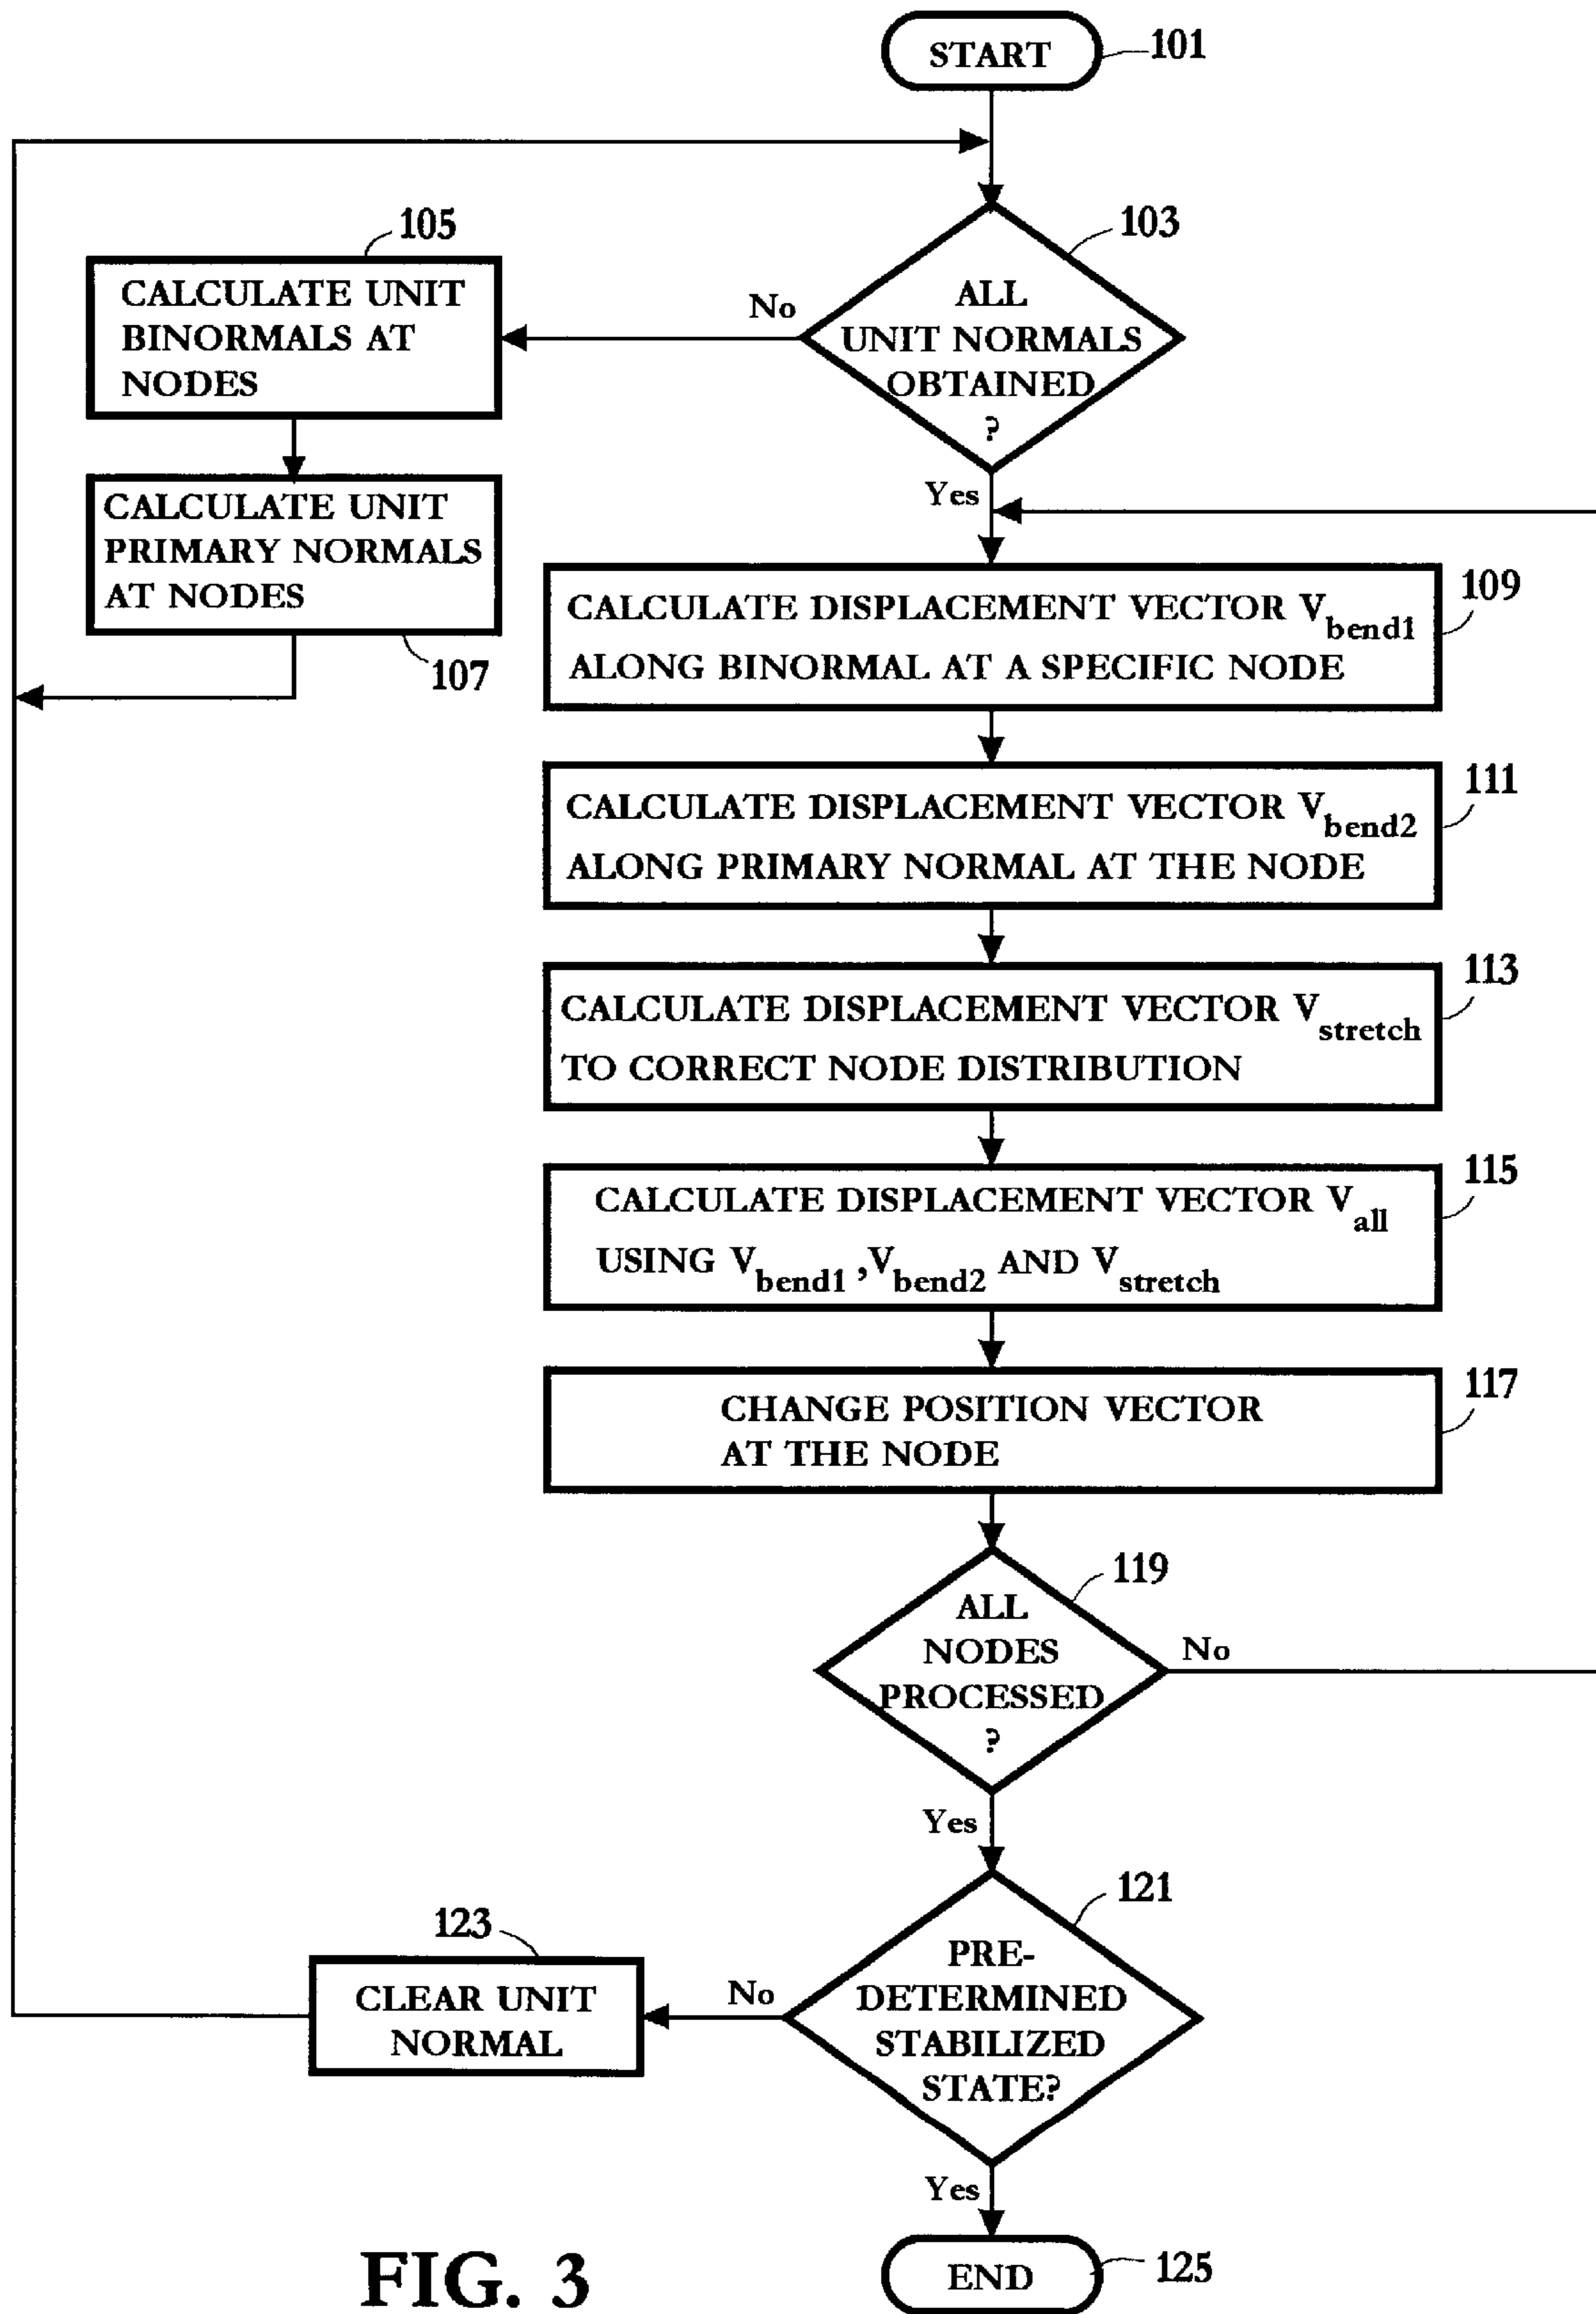 START
101
103
ALL
UNIT NORMALS
OBTAINED
?
No
Yes
105
CALCULATE UNIT
BINORMALS AT
NODES
CALCULATE UNIT
PRIMARY NORMALS
AT NODES
107
109
CALCULATE DISPLACEMENT VECTOR Vbend1
ALONG BINORMAL AT A SPECIFIC NODE
111
CALCULATE DISPLACEMENT VECTOR Vbend2
ALONG PRIMARY NORMAL AT THE NODE
113
CALCULATE DISPLACEMENT VECTOR Vstretch
TO CORRECT NODE DISTRIBUTION
115
CALCULATE DISPLACEMENT VECTOR Vall
USING Vbend1 ,Vbend2 AND Vstretch
117
CHANGE POSITION VECTOR
AT THE NODE
119
ALL
NODES
PROCESSED
?
No
Yes
121
PRE-
DETERMINED
STABILIZED
STATE?
No
123
CLEAR UNIT
NORMAL
Yes
END
125
FIG. 3